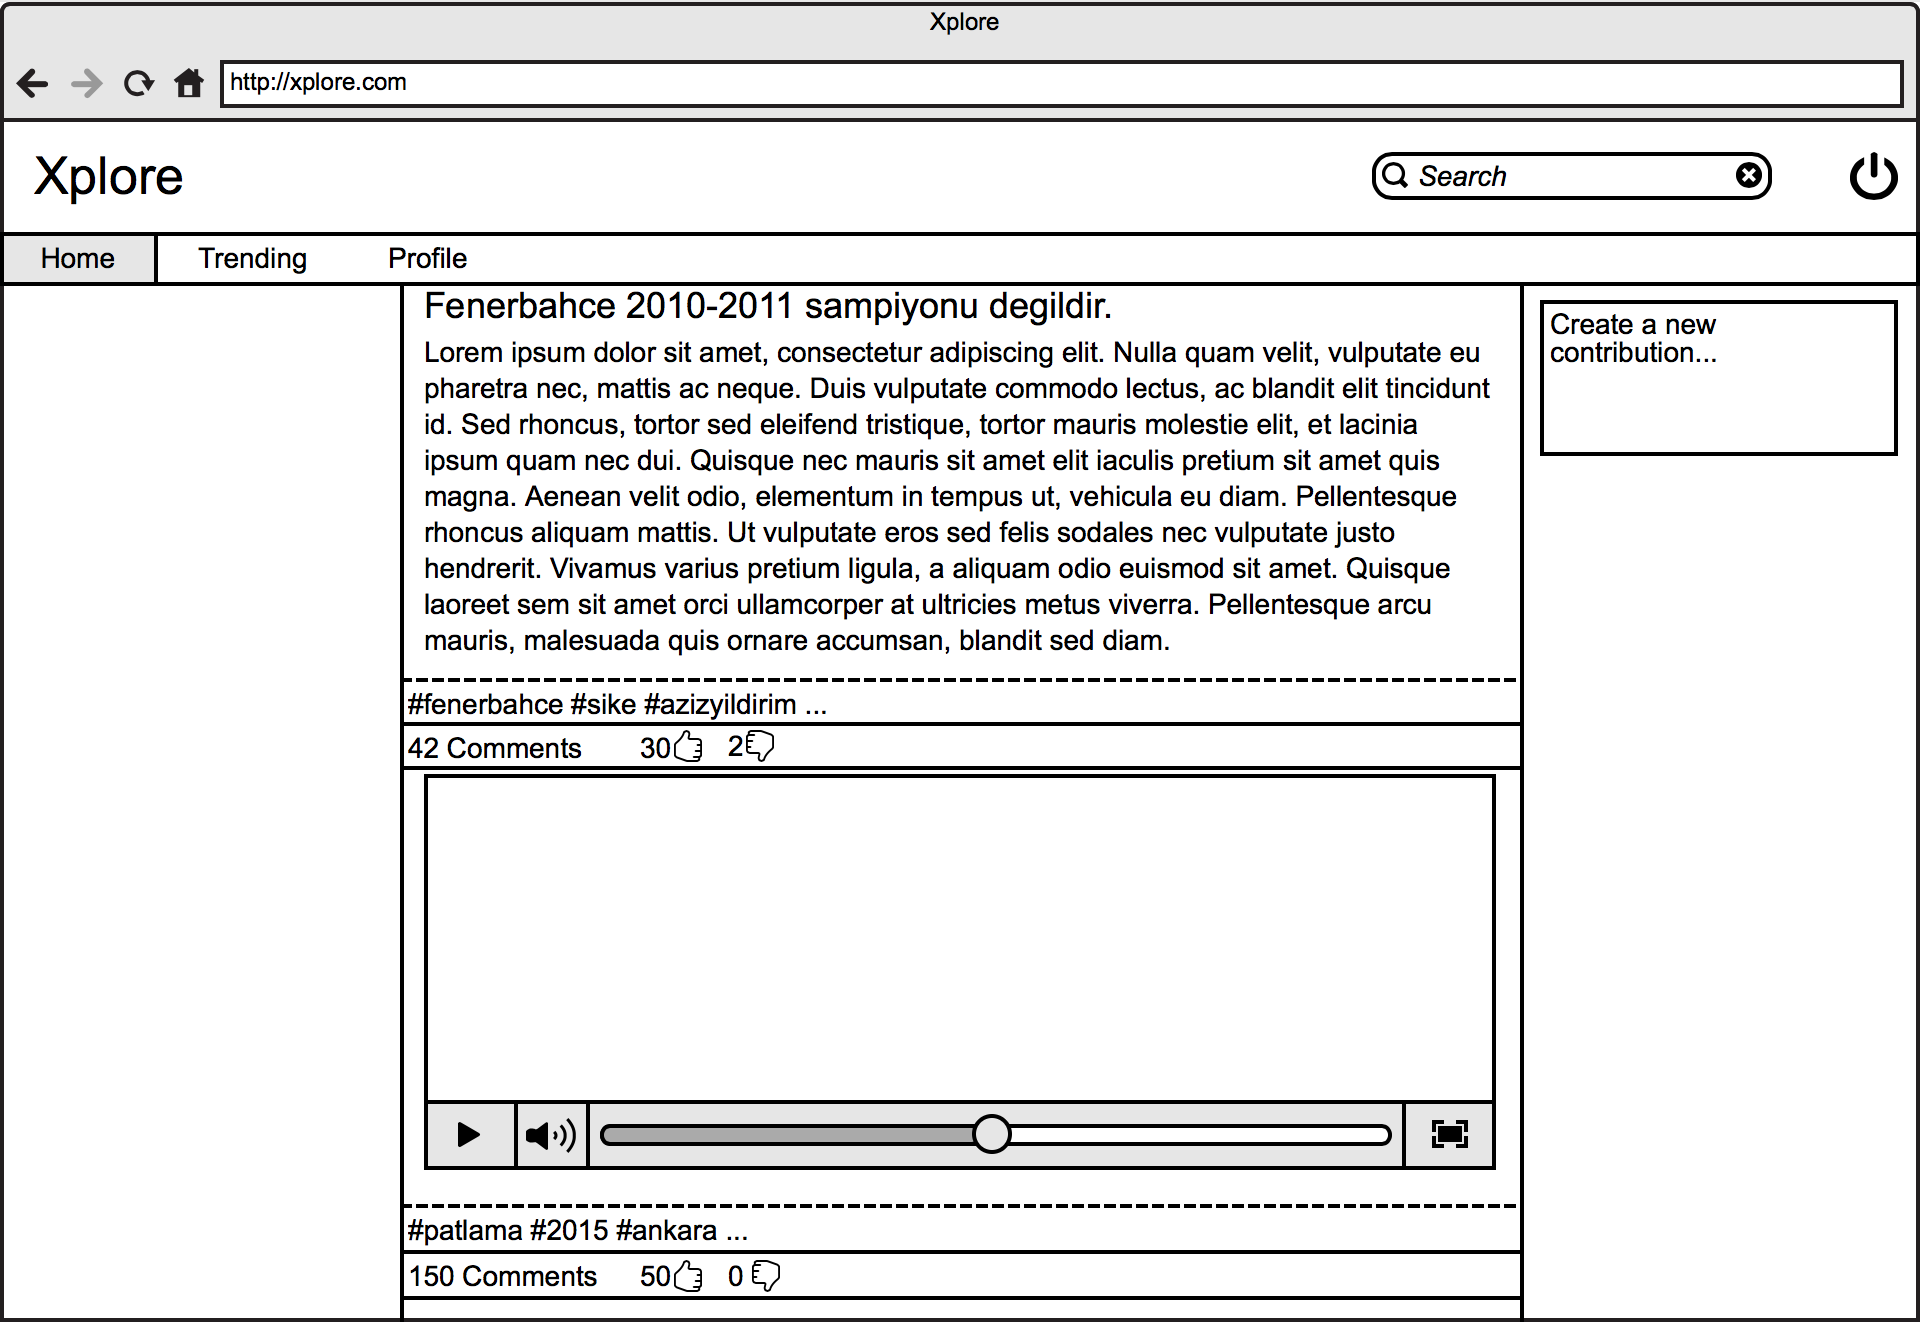 Xplore
http://xplore.com
Xplore
Search
Home
Trending
Profile
Fenerbahce 2010-2011 sampiyonu degildir.
Lorem ipsum dolor sit amet, consectetur adipiscing elit. Nulla quam velit, vulputate eu
pharetra nec, mattis ac neque. Duis vulputate commodo lectus, ac blandit elit tincidunt
id. Sed rhoncus, tortor sed eleifend tristique, tortor mauris molestie elit, et lacinia
ipsum quam nec dui. Quisque nec mauris sit amet elit iaculis pretium sit amet quis
magna. Aenean velit odio, elementum in tempus ut, vehicula eu diam. Pellentesque
rhoncus aliquam mattis. Ut vulputate eros sed felis sodales nec vulputate justo
hendrerit. Vivamus varius pretium ligula, a aliquam odio euismod sit amet. Quisque
laoreet sem sit amet orci ullamcorper at ultricies metus viverra. Pellentesque arcu
mauris, malesuada quis ornare accumsan, blandit sed diam.
#fenerbahce #sike #azizyildirim ...
42 Comments 30 2
#patlama #2015 #ankara ...
150 Comments 50 0
Create a new
contribution...